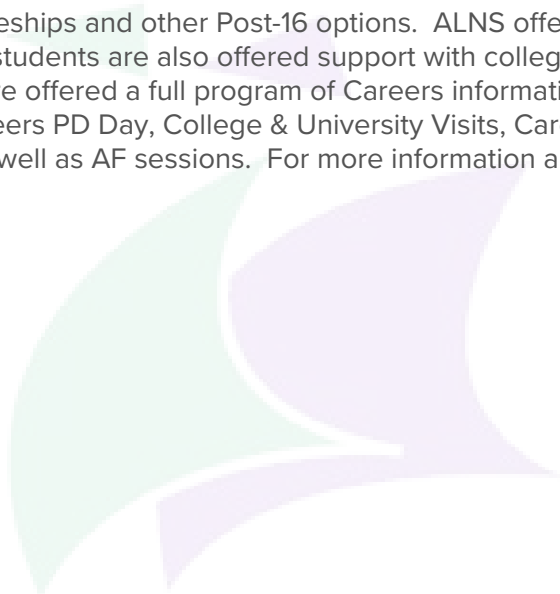 eships and other Post-16 options.  ALNS offe
students are also offered support with colleg
e offered a full program of Careers informati
eers PD Day, College & University Visits, Car
well as AF sessions.  For more information a